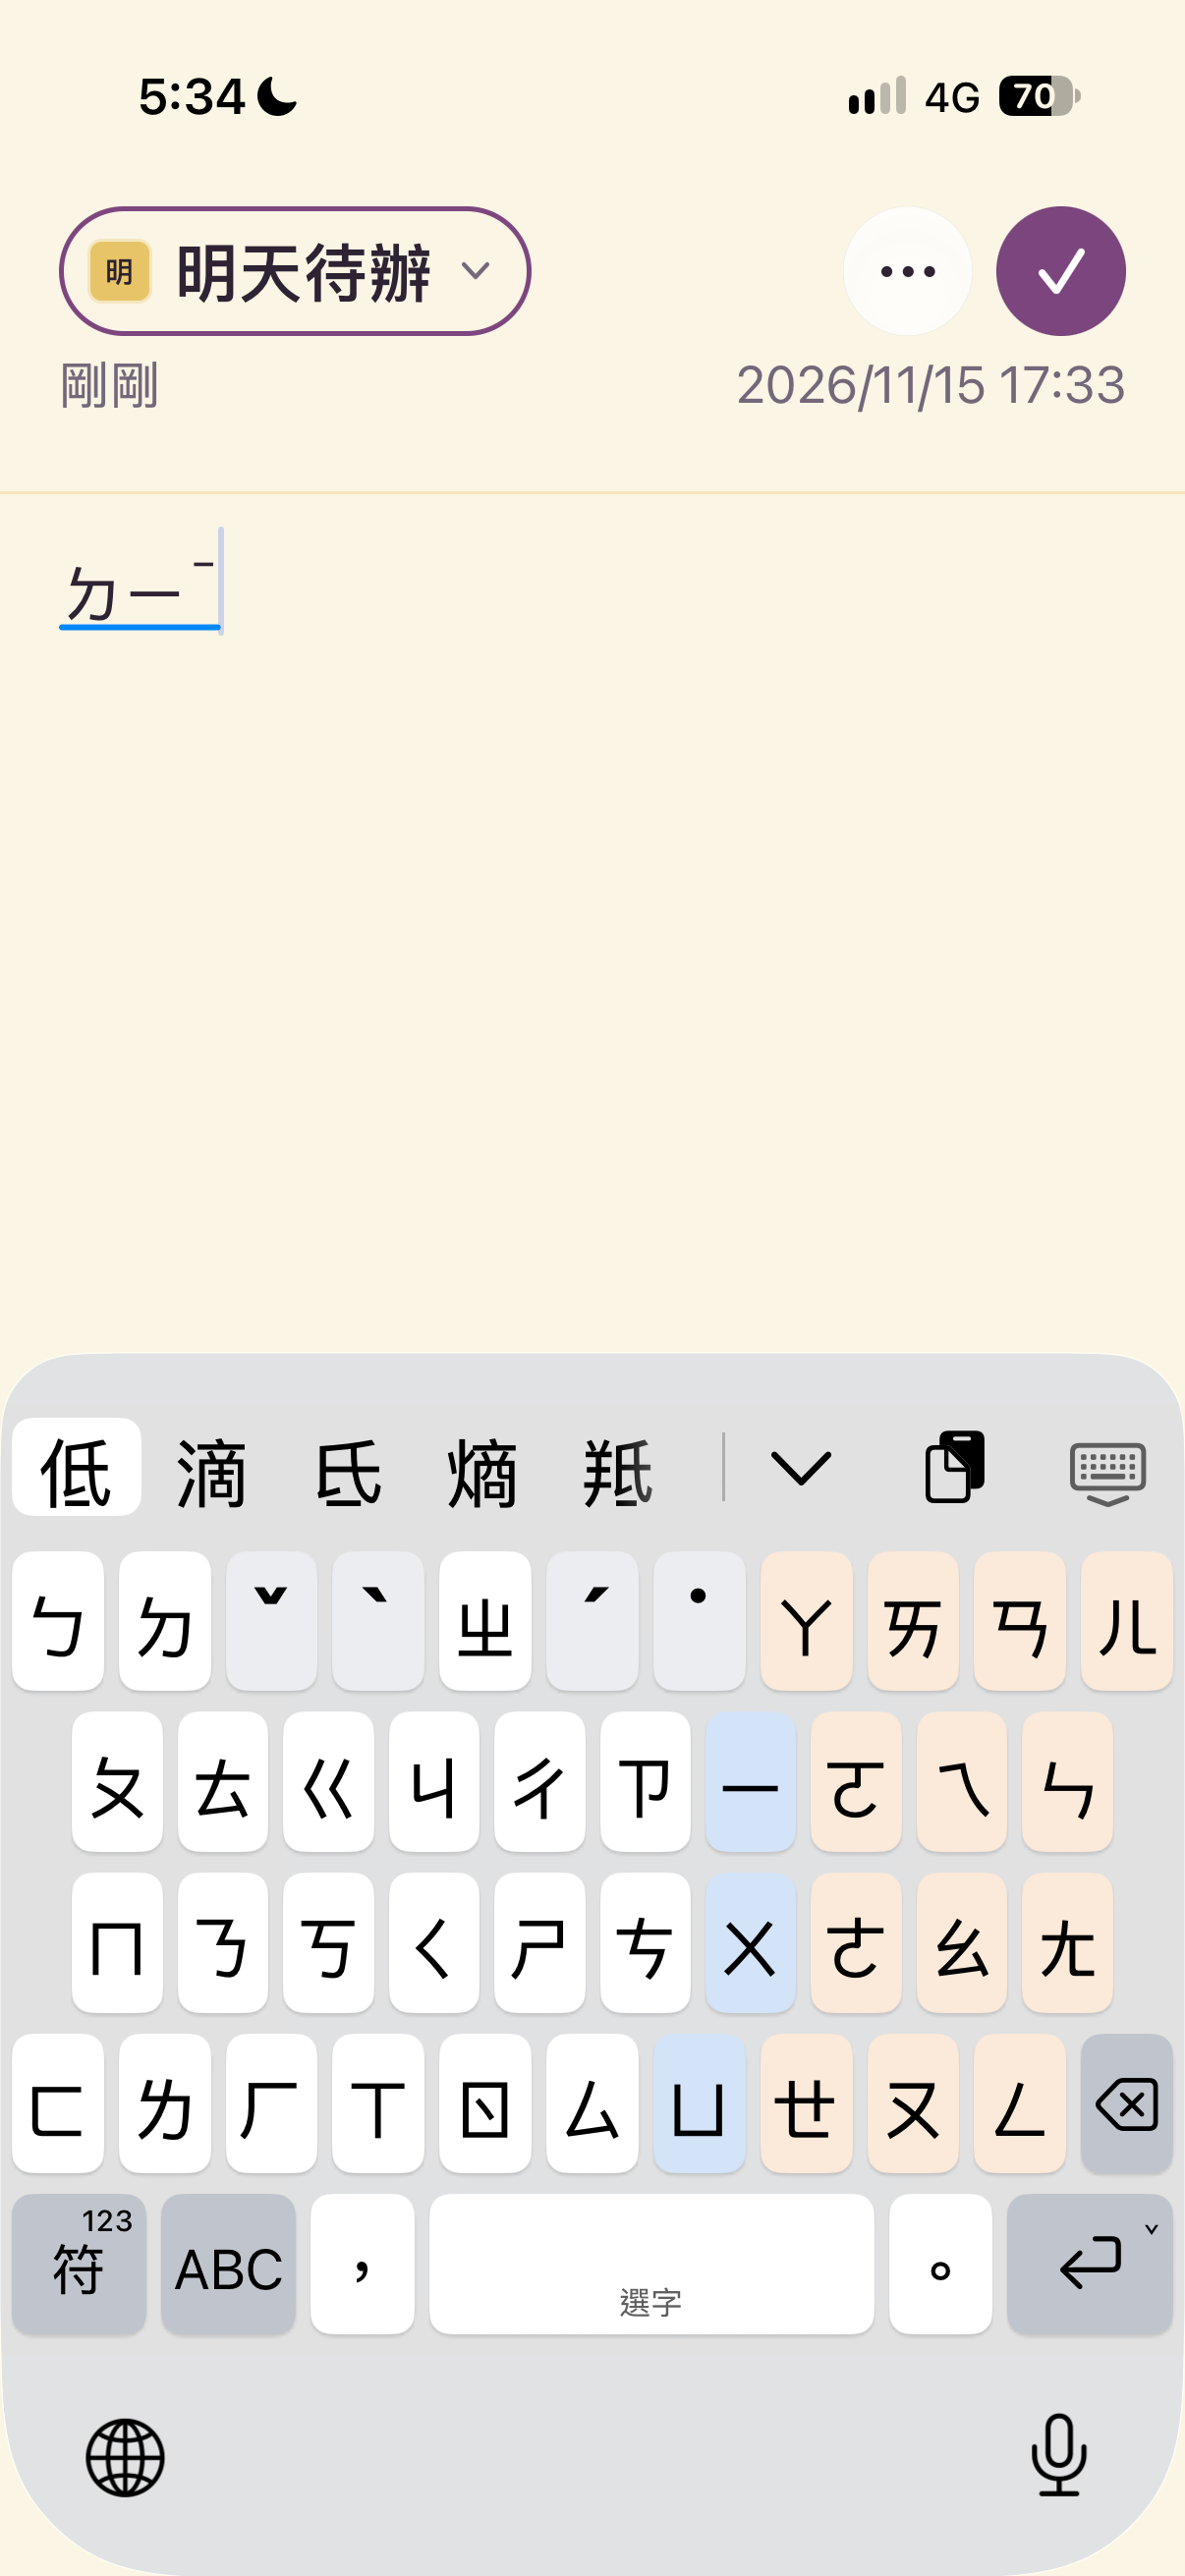 5:34 4G 70
明 明天待辦
剛剛 2026/11/15 17:33
ㄉㄧˉ
低 滴 氐 熵 羝
ㄅ ㄉ ˇ ˋ ㄓ ˊ ˙ ㄚ ㄞ ㄢ ㄦ
ㄆ ㄊ ㄍ ㄐ ㄔ ㄗ ㄧ ㄛ ㄟ ㄣ
ㄇ ㄋ ㄎ ㄑ ㄕ ㄘ ㄨ ㄜ ㄠ ㄤ
ㄈ ㄌ ㄏ ㄒ ㄖ ㄙ ㄩ ㄝ ㄡ ㄥ
123
符 ABC ， 選字 。